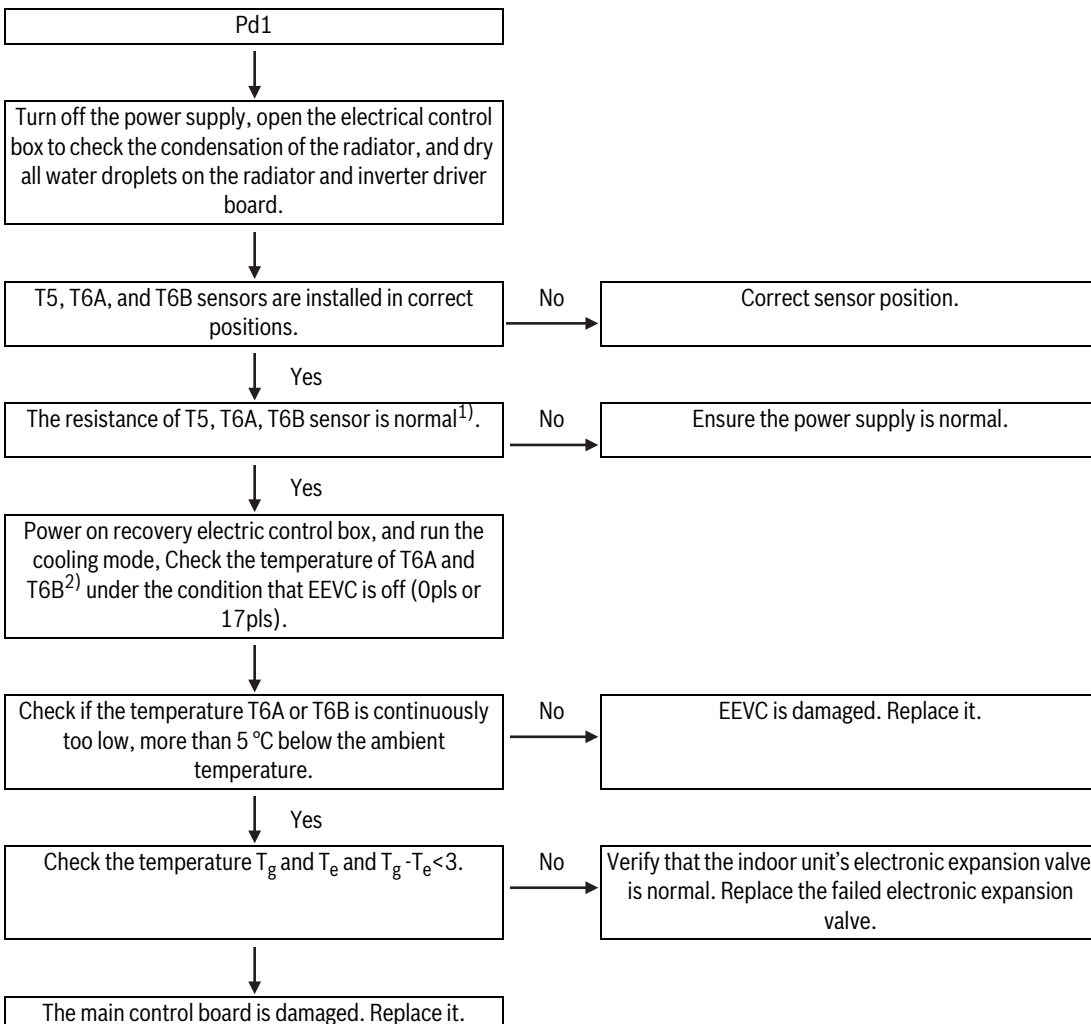 Pd1
Turn off the power supply, open the electrical control
box to check the condensation of the radiator, and dry
all water droplets on the radiator and inverter driver
board.
T5, T6A, and T6B sensors are installed in correct
positions.
No
Correct sensor position.
Yes
The resistance of T5, T6A, T6B sensor is normal1).
No
Ensure the power supply is normal.
Yes
Power on recovery electric control box, and run the
cooling mode, Check the temperature of T6A and
T6B2) under the condition that EEVC is off (0pls or
17pls).
Check if the temperature T6A or T6B is continuously
too low, more than 5 °C below the ambient
temperature.
No
EEVC is damaged. Replace it.
Yes
Check the temperature Tg and Te and Tg -Te<3.
No
Verify that the indoor unit's electronic expansion valve
is normal. Replace the failed electronic expansion
valve.
The main control board is damaged. Replace it.